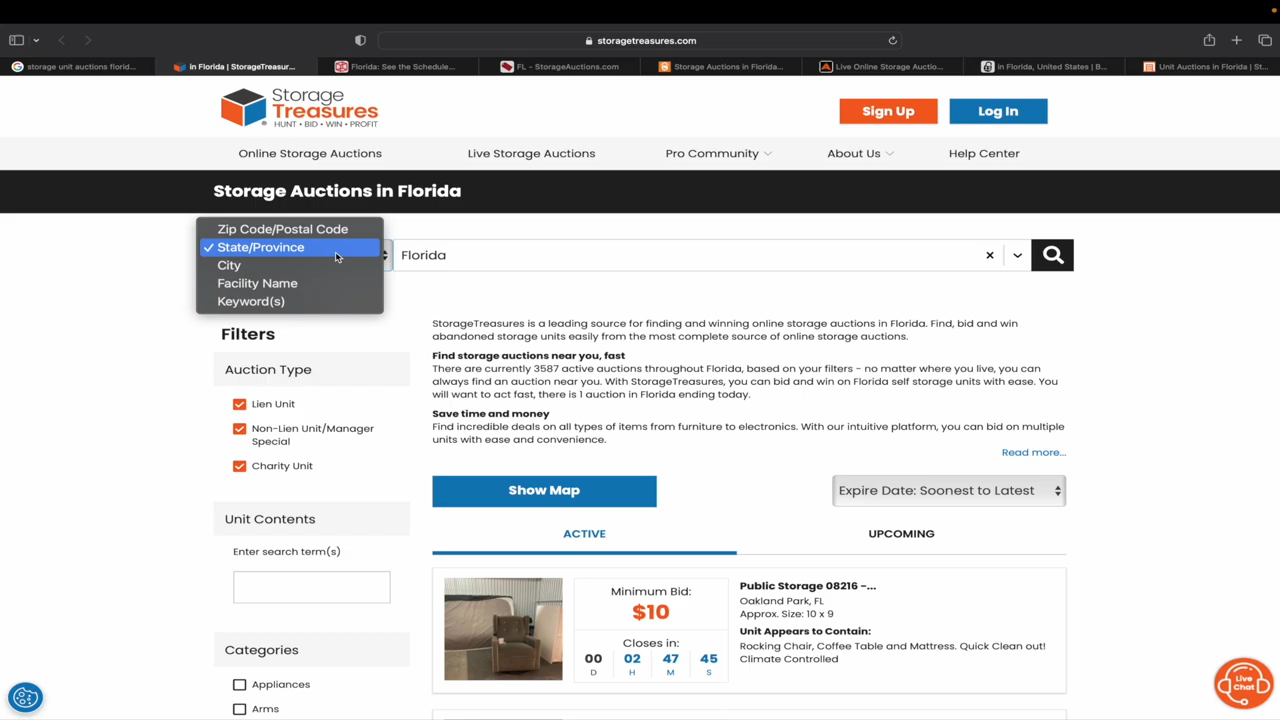 storagetreasures.com
storage unit auctions florid...
in Florida | StorageTreasur...
Florida: See the Schedule...
FL - StorageAuctions.com
Storage Auctions in Florida...
Live Online Storage Auctio...
in Florida, United States | B...
Unit Auctions in Florida | St...
Storage
Treasures
HUNT • BID • WIN • PROFIT
Sign Up
Log In
Online Storage Auctions
Live Storage Auctions
Pro Community
About Us
Help Center
Storage Auctions in Florida
Zip Code/Postal Code
✓ State/Province
City
Facility Name
Keyword(s)
Florida
Filters
Auction Type
Lien Unit
Non-Lien Unit/Manager
Special
Charity Unit
Unit Contents
Enter search term(s)
Categories
Appliances
Arms
StorageTreasures is a leading source for finding and winning online storage auctions in Florida. Find, bid and win
abandoned storage units easily from the most complete source of online storage auctions.
Find storage auctions near you, fast
There are currently 3587 active auctions throughout Florida, based on your filters - no matter where you live, you can
always find an auction near you. With StorageTreasures, you can bid and win on Florida self storage units with ease. You
will want to act fast, there is 1 auction in Florida ending today.
Save time and money
Find incredible deals on all types of items from furniture to electronics. With our intuitive platform, you can bid on multiple
units with ease and convenience.
Read more...
Show Map
Expire Date: Soonest to Latest
ACTIVE
UPCOMING
Minimum Bid:
$10
Closes in:
00 02 47 45
D H M S
Public Storage 08216 -...
Oakland Park, FL
Approx. Size: 10 x 9
Unit Appears to Contain:
Rocking Chair, Coffee Table and Mattress. Quick Clean out!
Climate Controlled
Live
Chat